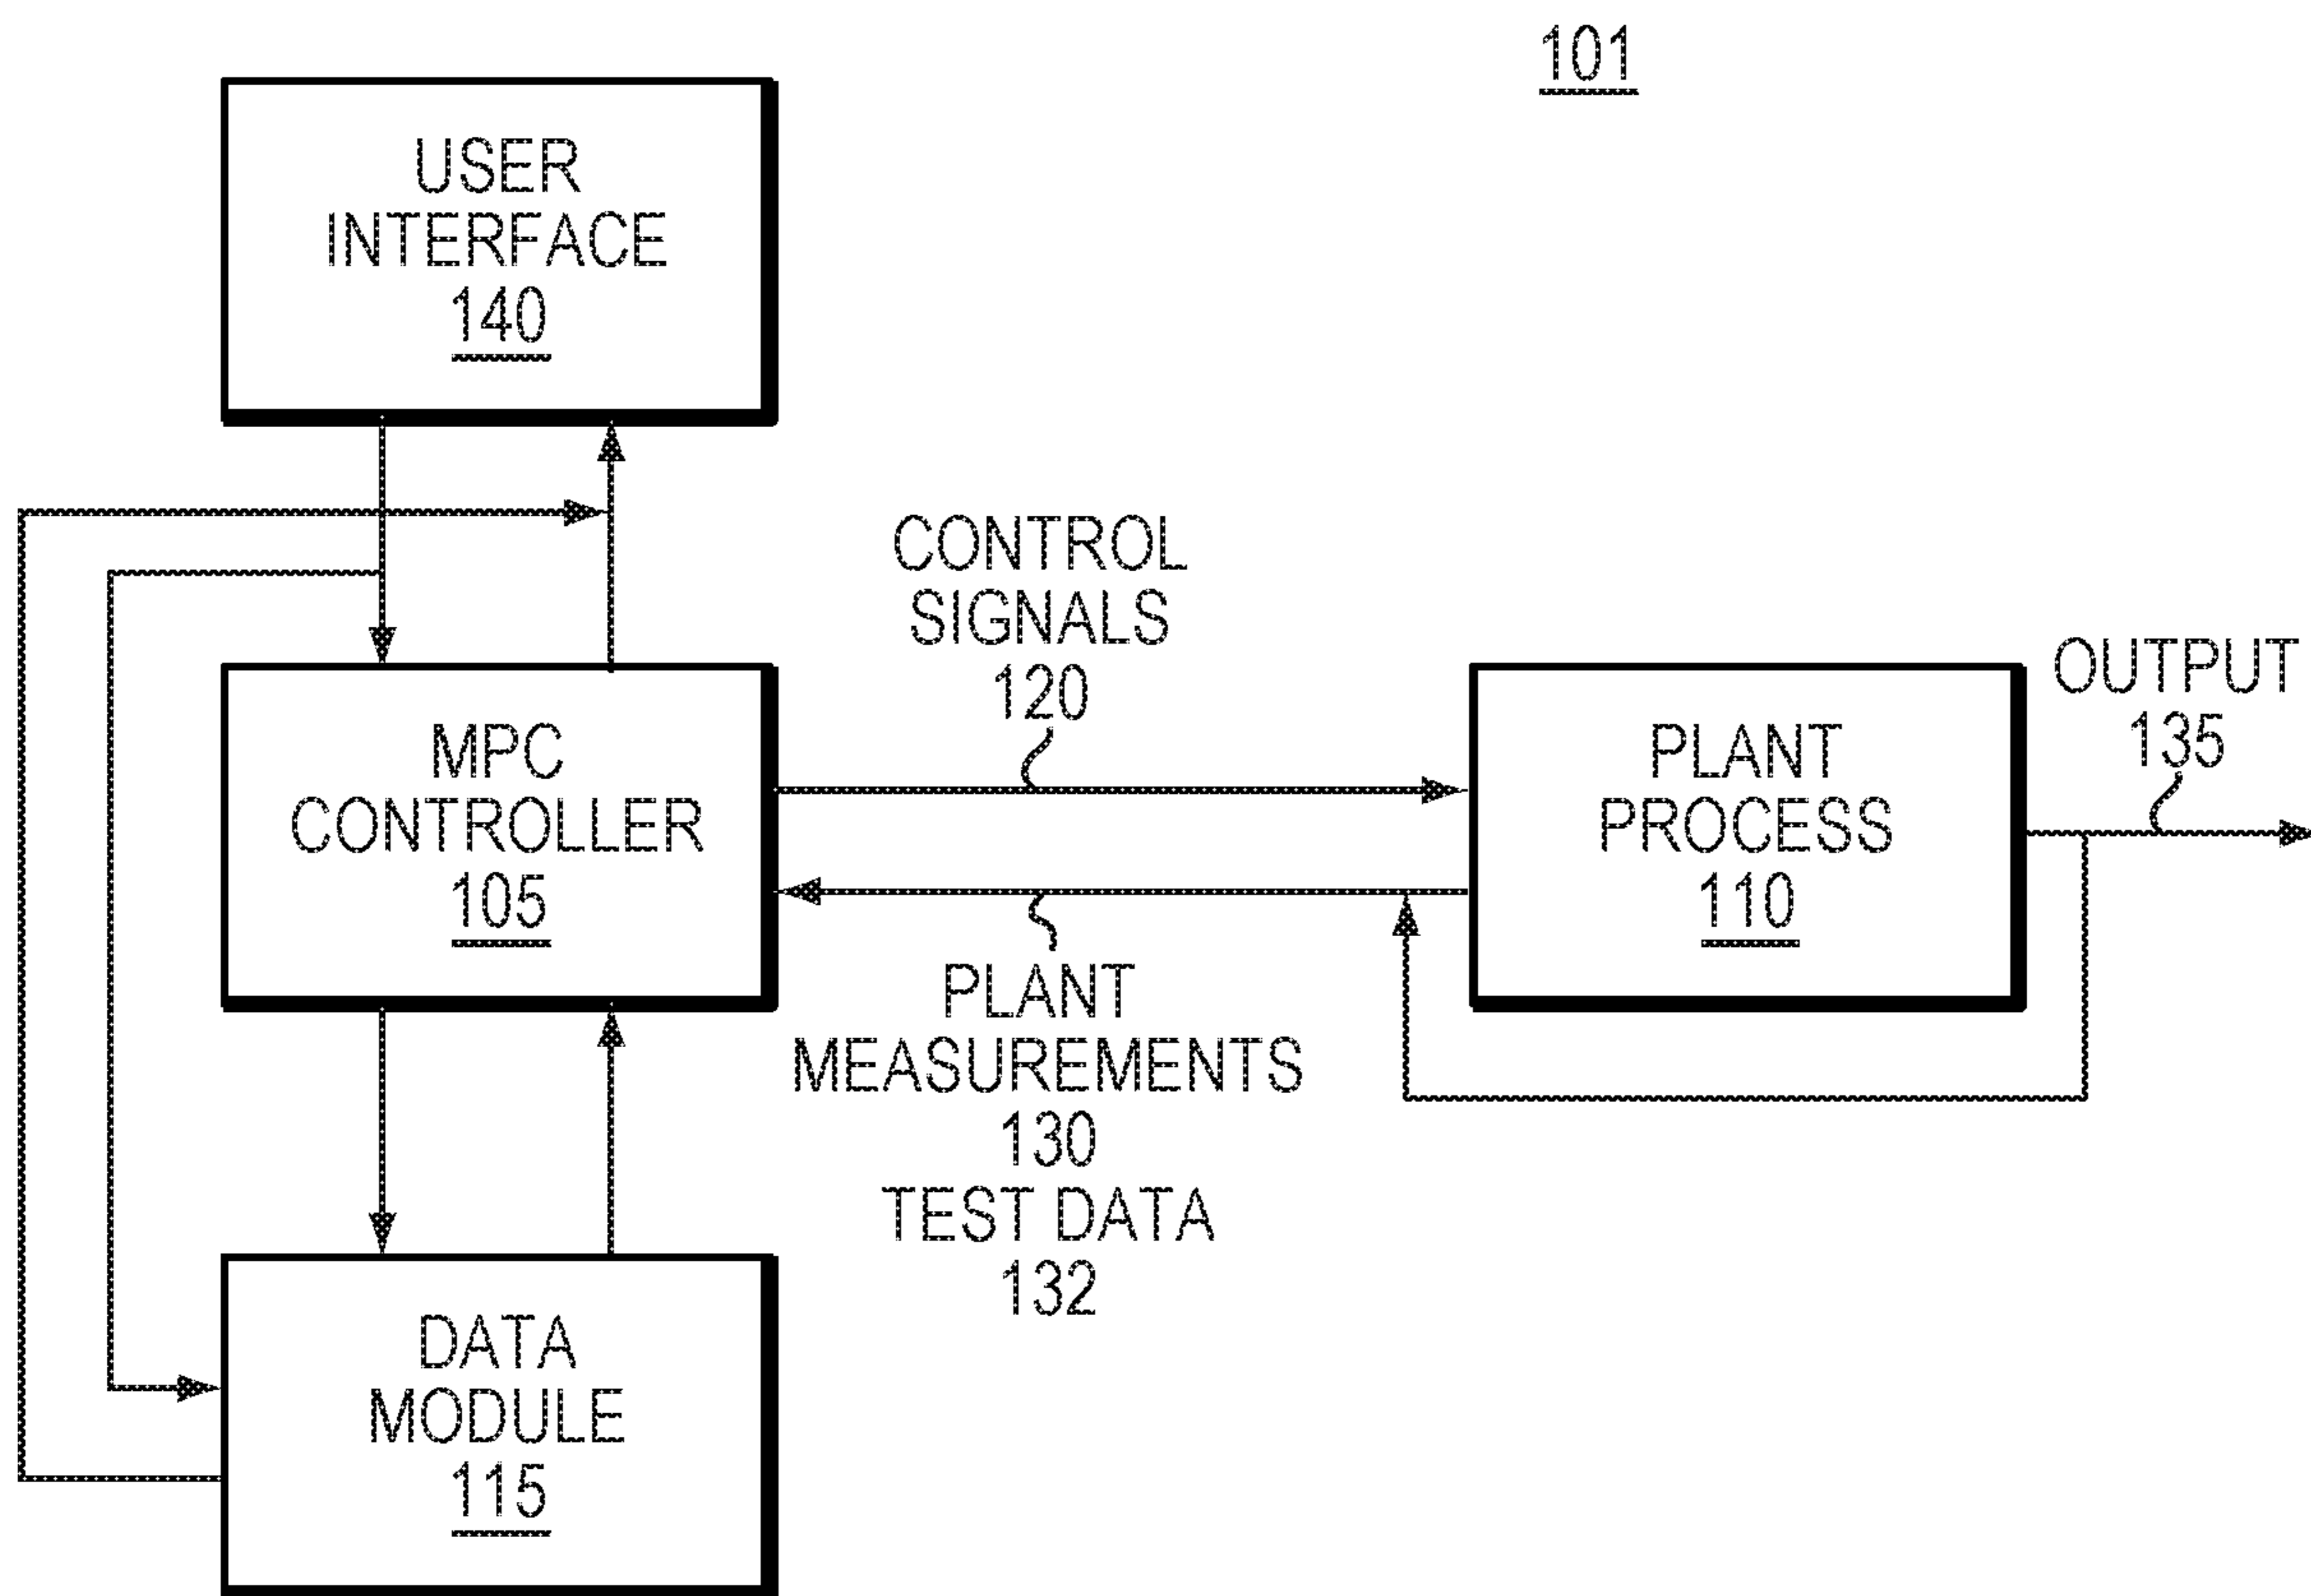 101
USER
INTERFACE
140
CONTROL
SIGNALS
120
OUTPUT
135
MPC
CONTROLLER
105
PLANT
PROCESS
110
PLANT
MEASUREMENTS
130
TEST DATA
132
DATA
MODULE
115